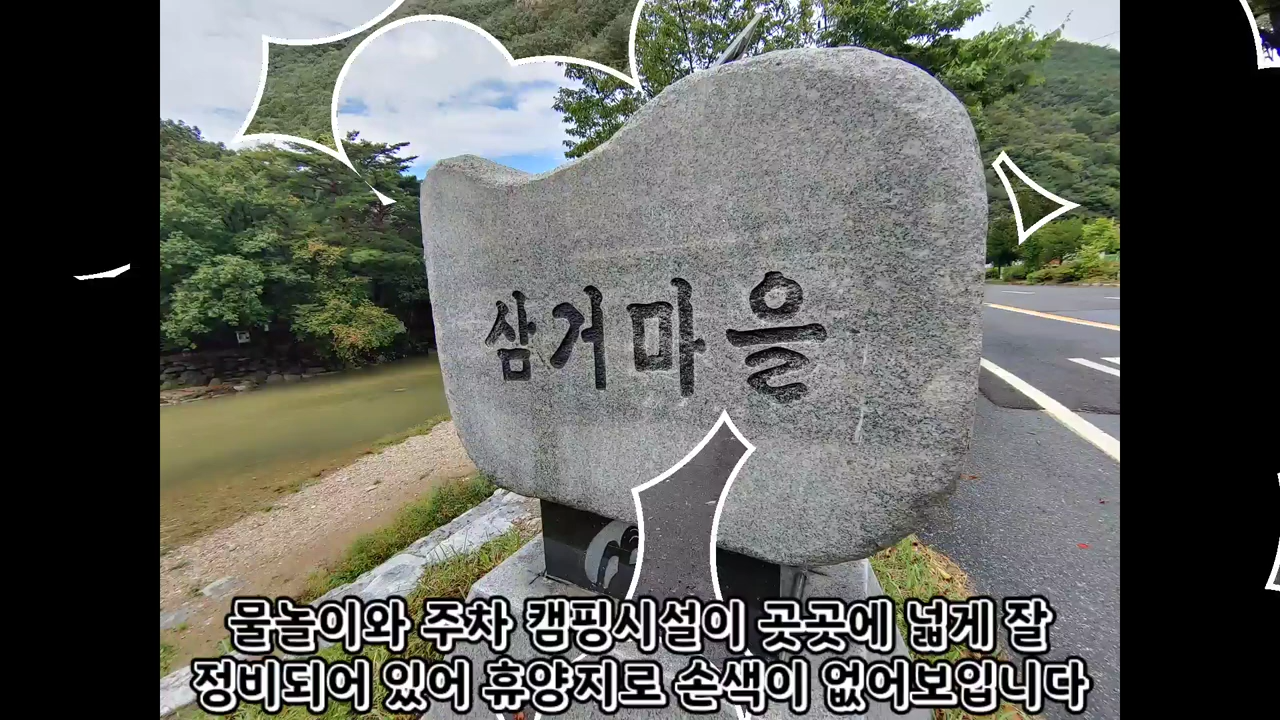 삼거마을
물놀이와 주차 캠핑시설이 곳곳에 넓게 잘
정비되어 있어 휴양지로 손색이 없어보입니다